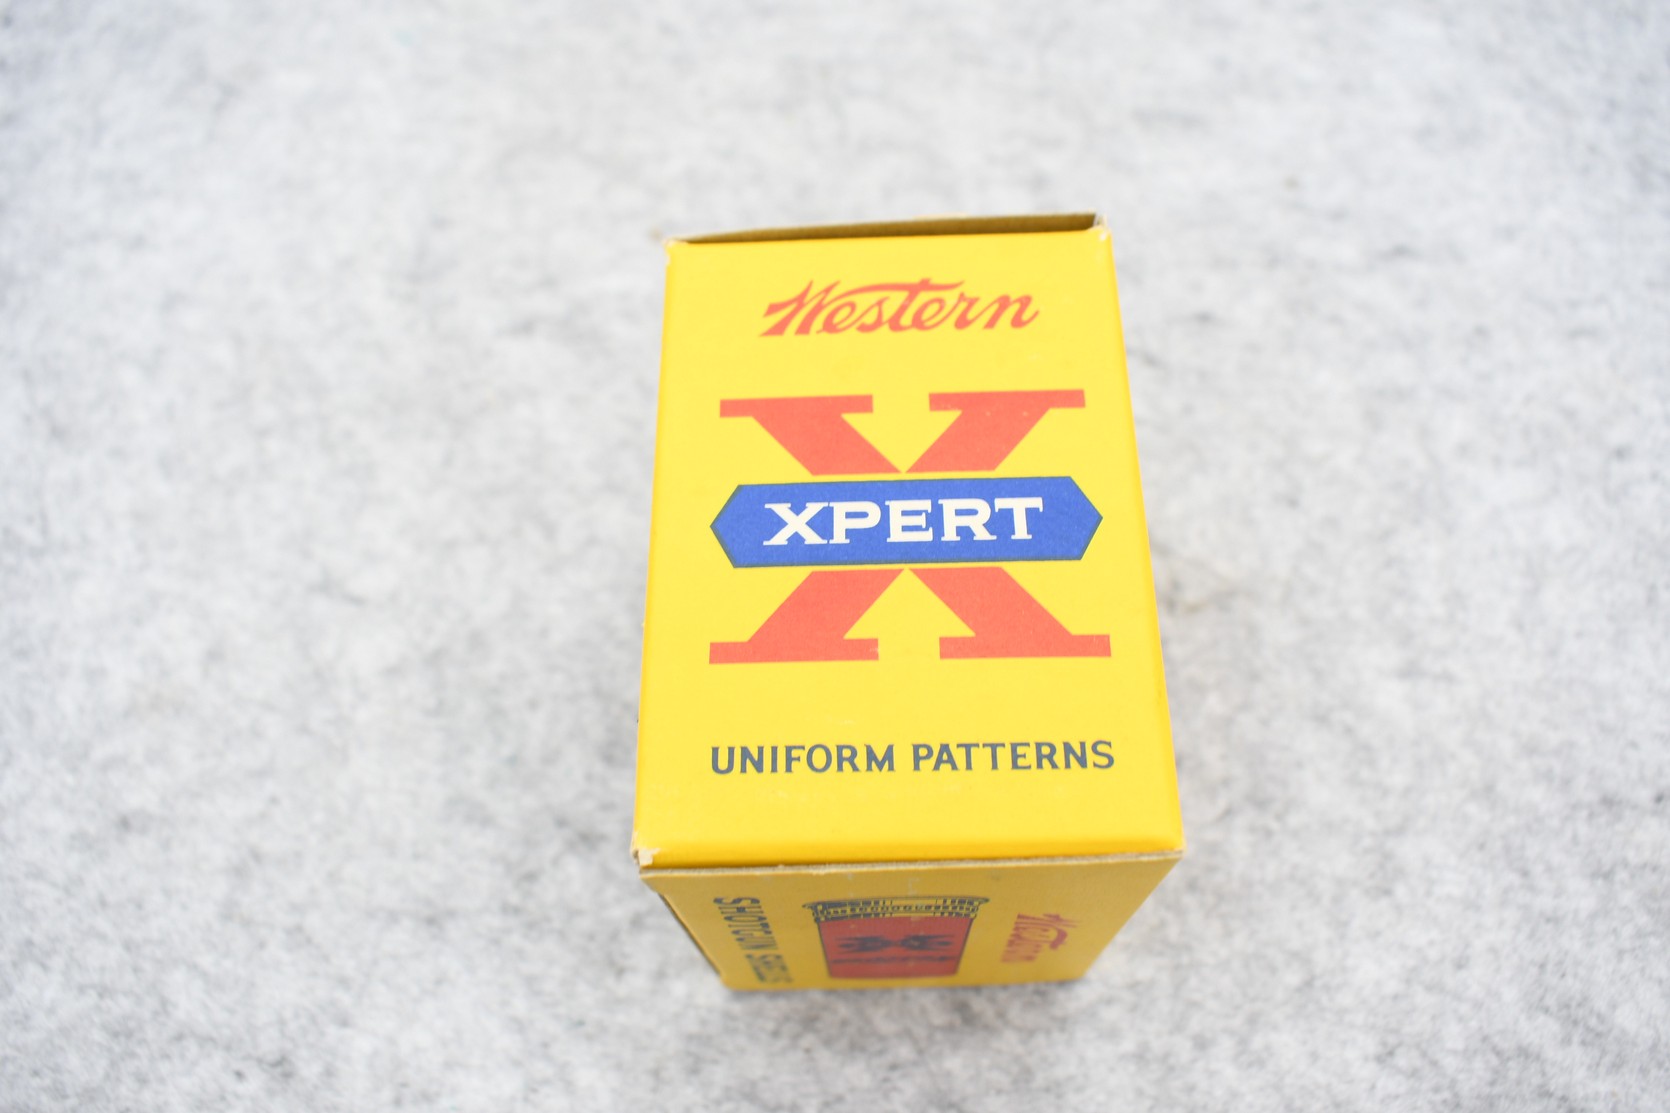 Western
XPERT
UNIFORM PATTERNS
SHOTGUN SHELLS
Western